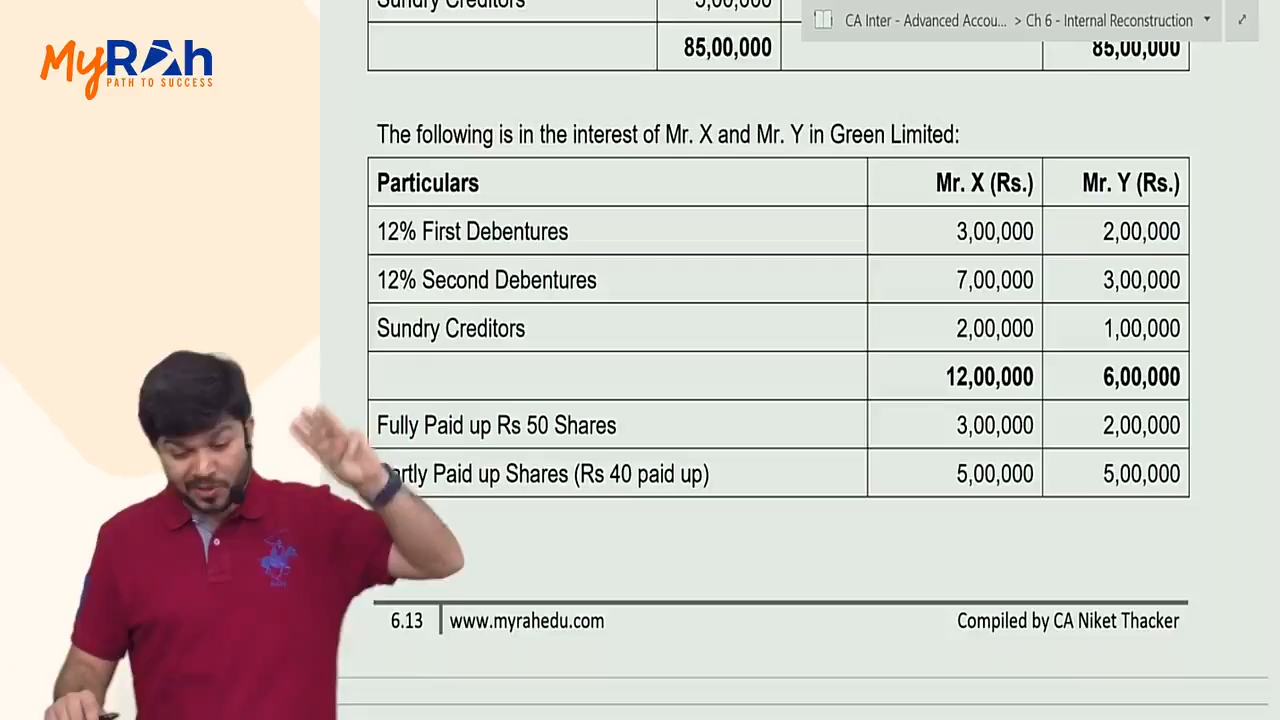 MyRAh
PATH TO SUCCESS
CA Inter - Advanced Accou... > Ch 6 - Internal Reconstruction
Sundry Creditors
85,00,000 85,00,000
The following is in the interest of Mr. X and Mr. Y in Green Limited:
Particulars Mr. X (Rs.) Mr. Y (Rs.)
12% First Debentures 3,00,000 2,00,000
12% Second Debentures 7,00,000 3,00,000
Sundry Creditors 2,00,000 1,00,000
12,00,000 6,00,000
Fully Paid up Rs 50 Shares 3,00,000 2,00,000
artly Paid up Shares (Rs 40 paid up) 5,00,000 5,00,000
6.13 www.myrahedu.com Compiled by CA Niket Thacker